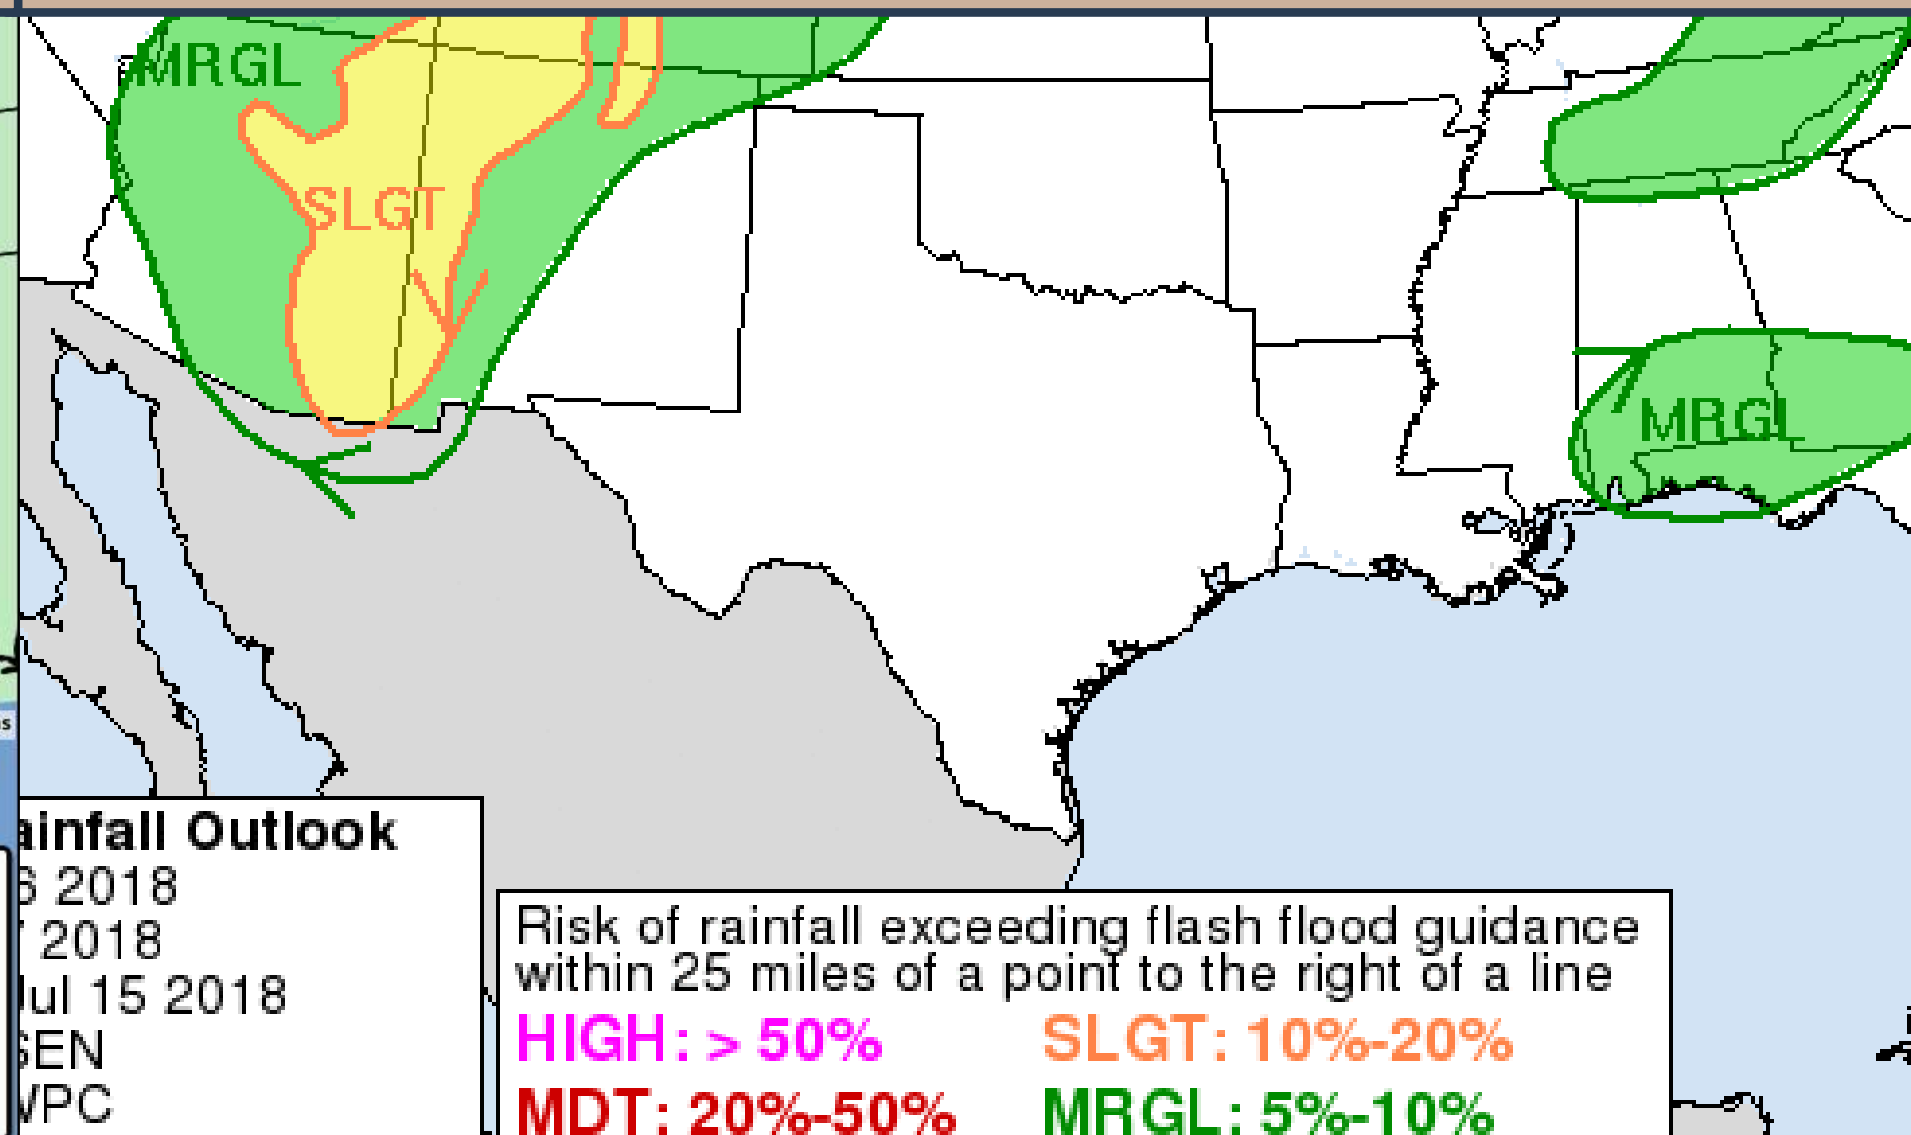 MRGL
SLGT
MRGL
ainfall Outlook
6 2018
2018
Jul 15 2018
SEN
WPC
Risk of rainfall exceeding flash flood guidance
within 25 miles of a point to the right of a line
HIGH: > 50% SLGT: 10%-20%
MDT: 20%-50% MRGL: 5%-10%